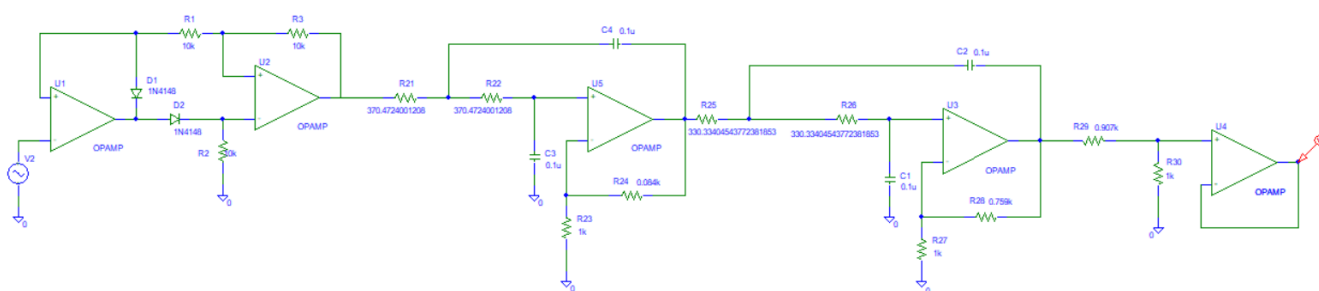 R1
10k
R3
10k
U1
+
-
OPAMP
V2
0
D1
1N4148
D2
1N4148
R2
10k
0
U2
+
-
OPAMP
R21
370.4724001208
R22
370.4724001208
C4 0.1u
C3
0.1u
0
U5
+
-
OPAMP
R24 0.084k
R23
1k
0
R25
330.33404543772381853
R26
330.33404543772381853
C2 0.1u
C1
0.1u
0
U3
+
-
OPAMP
R28 0.759k
R27
1k
0
R29 0.907k
R30
1k
0
U4
+
-
OPAMP